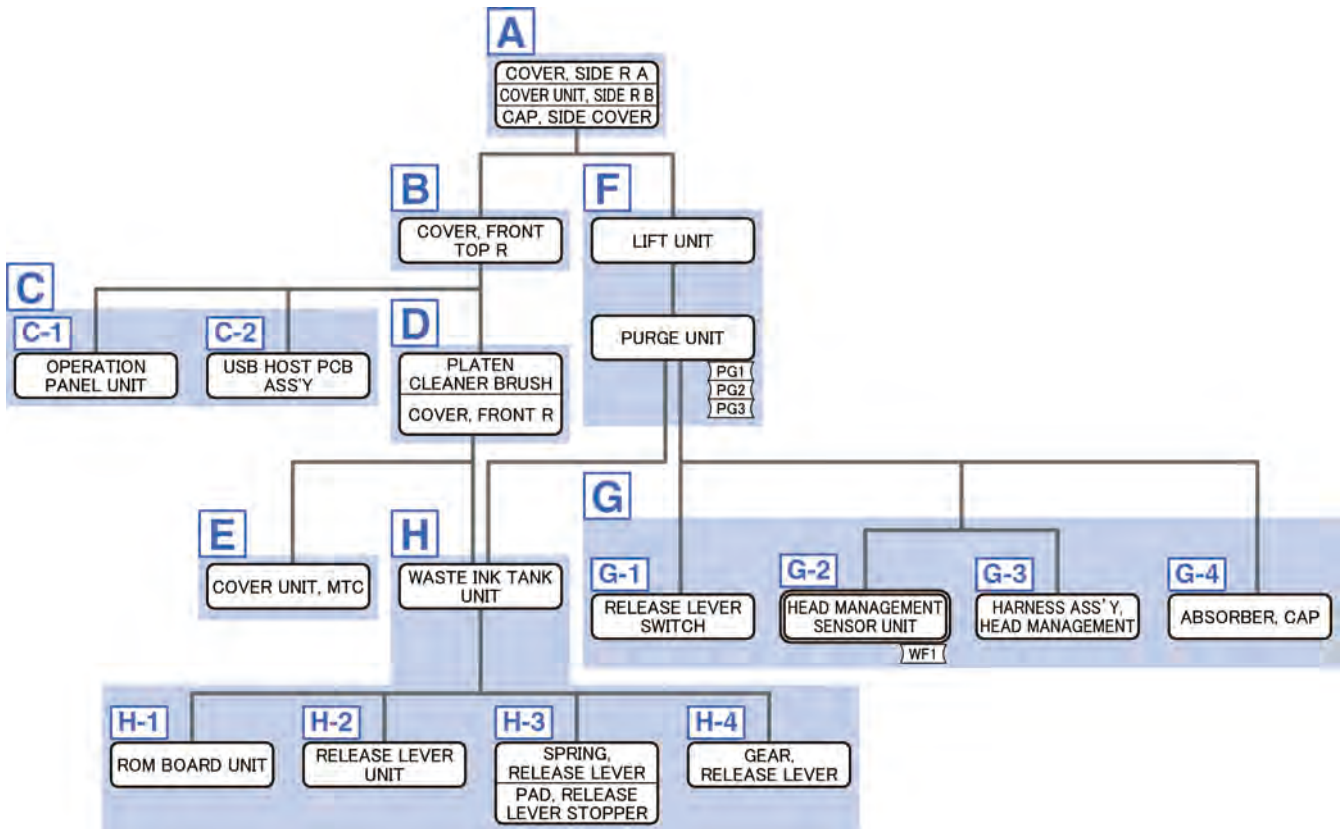 A
COVER, SIDE R A
COVER UNIT, SIDE R B
CAP, SIDE COVER
B
COVER, FRONT
TOP R
F
LIFT UNIT
C
C-1
OPERATION
PANEL UNIT
C-2
USB HOST PCB
ASS'Y
D
PLATEN
CLEANER BRUSH
COVER, FRONT R
PURGE UNIT
PG1
PG2
PG3
E
COVER UNIT, MTC
H
WASTE INK TANK
UNIT
G
G-1
RELEASE LEVER
SWITCH
G-2
HEAD MANAGEMENT
SENSOR UNIT
WF1
G-3
HARNESS ASS'Y,
HEAD MANAGEMENT
G-4
ABSORBER, CAP
H-1
ROM BOARD UNIT
H-2
RELEASE LEVER
UNIT
H-3
SPRING,
RELEASE LEVER
PAD, RELEASE
LEVER STOPPER
H-4
GEAR,
RELEASE LEVER